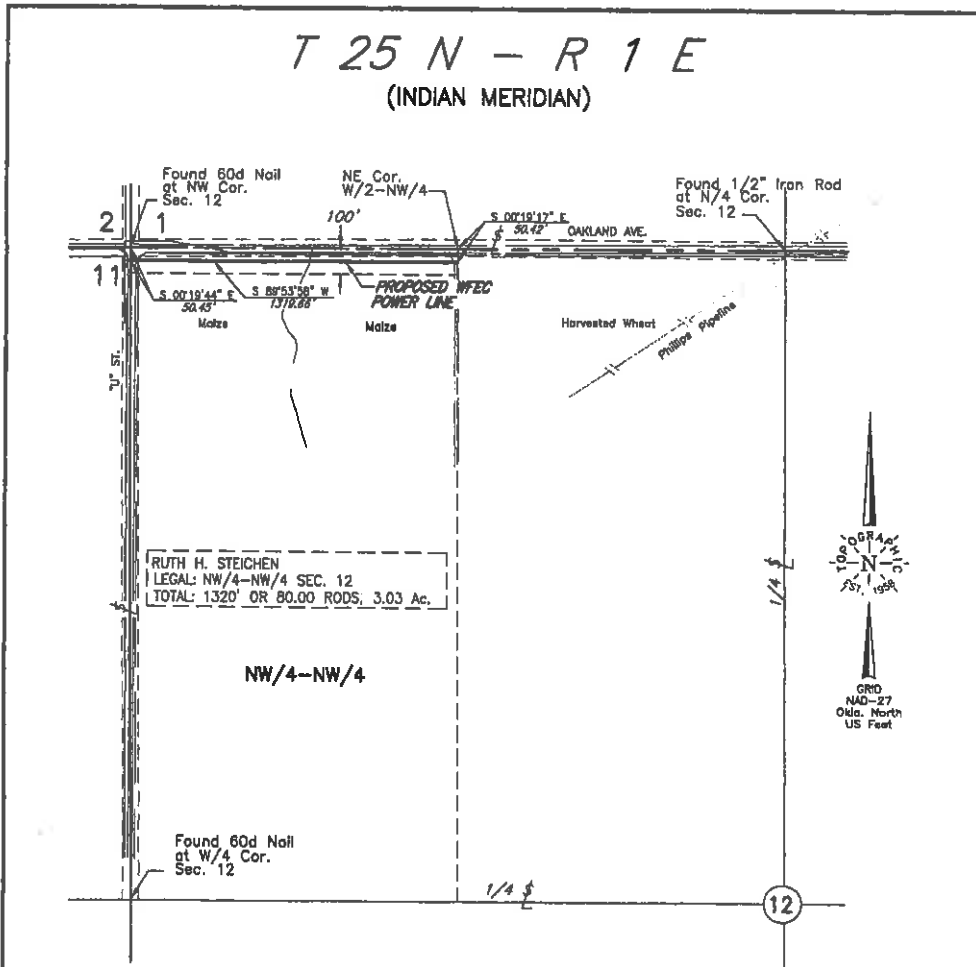 T 25 N – R 1 E
(INDIAN MERIDIAN)
Found 60d Nail
at NW Cor.
Sec. 12
NE Cor.
W/2–NW/4
Found 1/2" Iron Rod
at N/4 Cor.
Sec. 12
2 1
100'
S 00°19'17" E
50.42'
OAKLAND AVE.
11
S 00°19'44" E
50.45'
S 89°53'58" W
1319.66'
PROPOSED WFEC
POWER LINE
Maize
Maize
Harvested Wheat
Phillips Pipeline
"U" ST.
RUTH H. STEICHEN
LEGAL: NW/4–NW/4 SEC. 12
TOTAL: 1320' OR 80.00 RODS, 3.03 Ac.
1/4 ℄
TOPOGRAPHIC
N
EST. 1958
NW/4–NW/4
GRID
NAD-27
Okla. North
US Feet
Found 60d Nail
at W/4 Cor.
Sec. 12
1/4 ℄
12